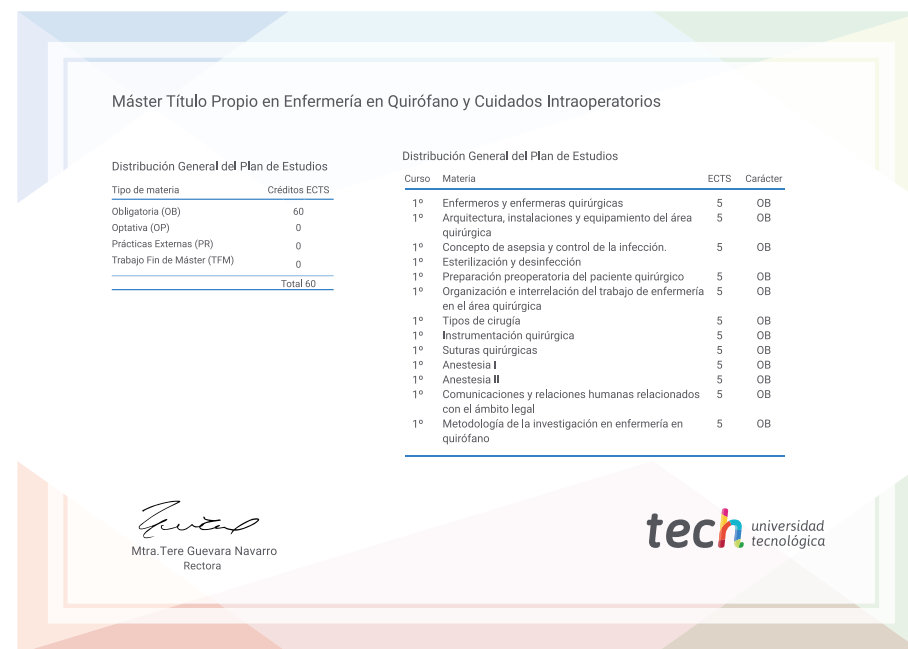 Máster Título Propio en Enfermería en Quirófano y Cuidados Intraoperatorios
Distribución General del Plan de Estudios
Tipo de materia Créditos ECTS
Obligatoria (OB) 60
Optativa (OP) 0
Prácticas Externas (PR) 0
Trabajo Fin de Máster (TFM) 0
Total 60
Distribución General del Plan de Estudios
Curso Materia ECTS Carácter
1º Enfermeros y enfermeras quirúrgicas 5 OB
1º Arquitectura, instalaciones y equipamiento del área 5 OB
quirúrgica
1º Concepto de asepsia y control de la infección. 5 OB
1º Esterilización y desinfección
1º Preparación preoperatoria del paciente quirúrgico 5 OB
1º Organización e interrelación del trabajo de enfermería 5 OB
en el área quirúrgica
1º Tipos de cirugía 5 OB
1º Instrumentación quirúrgica 5 OB
1º Suturas quirúrgicas 5 OB
1º Anestesia I 5 OB
1º Anestesia II 5 OB
1º Comunicaciones y relaciones humanas relacionados 5 OB
con el ámbito legal
1º Metodología de la investigación en enfermería en 5 OB
quirófano
Mtra.Tere Guevara Navarro
Rectora
tech universidad
tecnológica